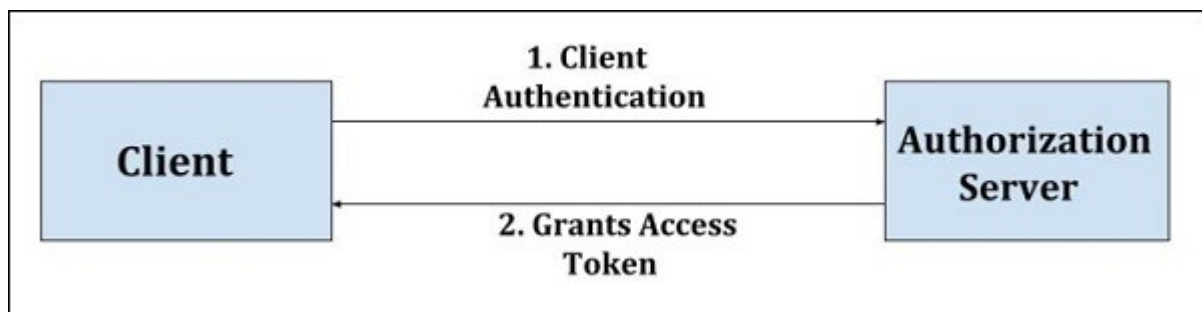 1. Client
Authentication
Client
Authorization
Server
2. Grants Access
Token